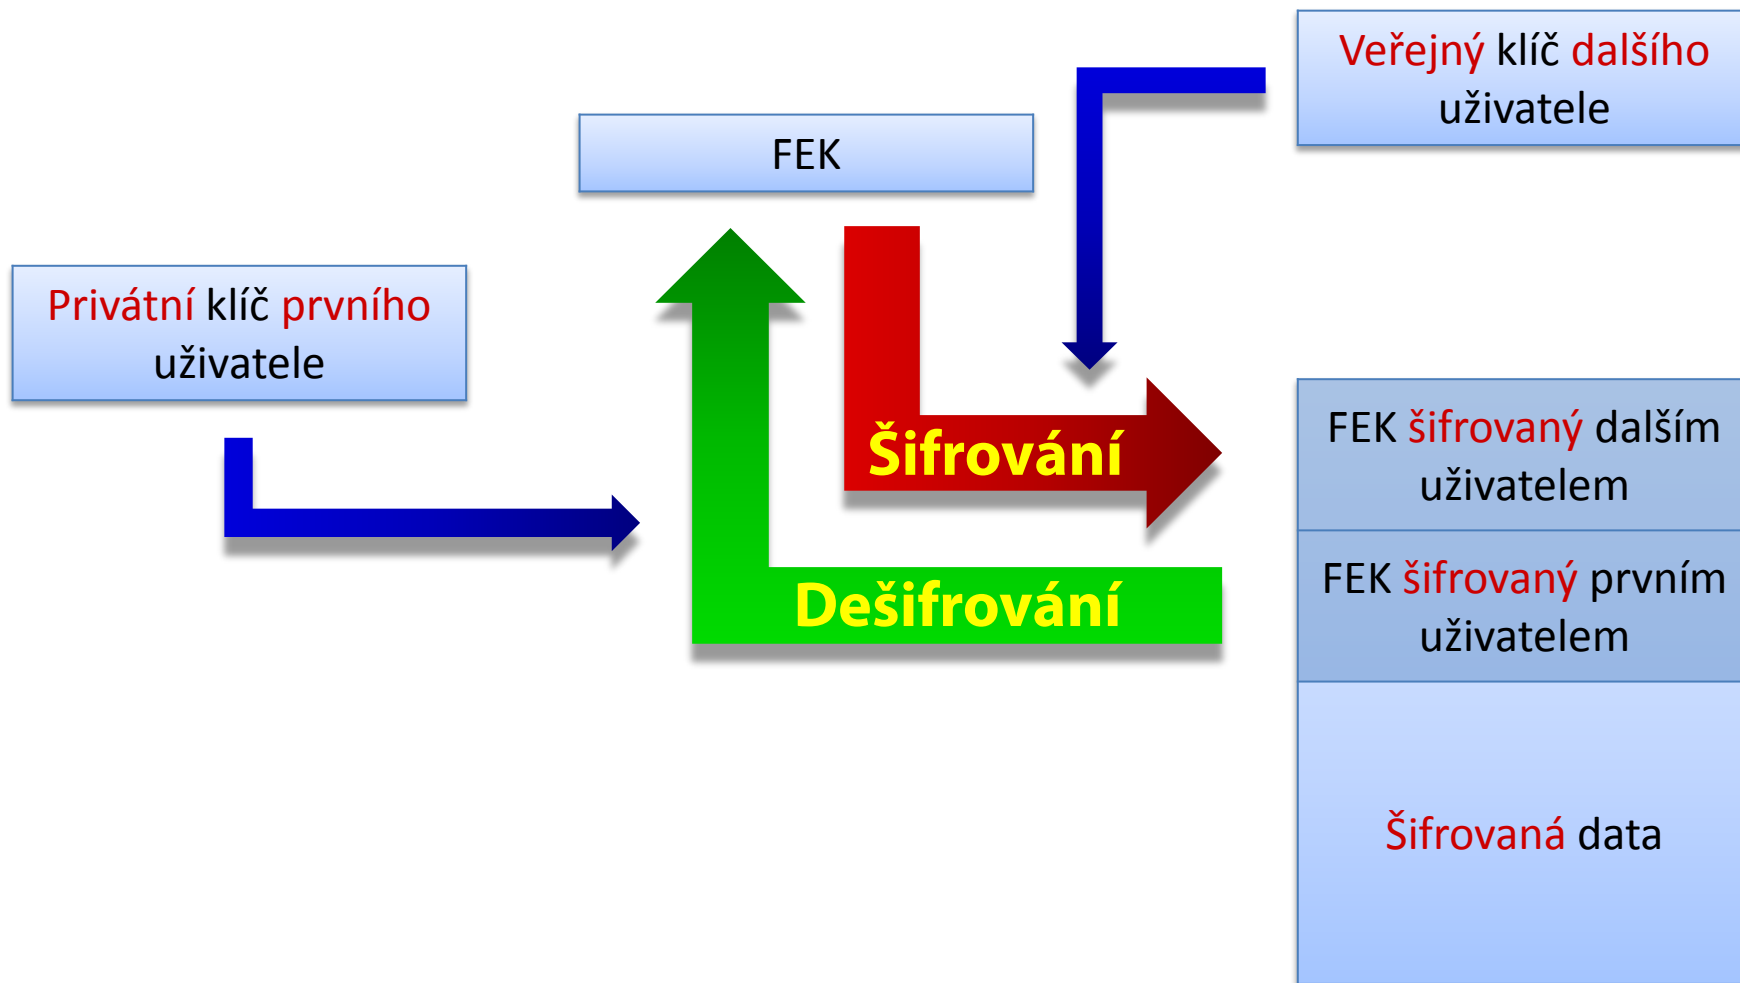 Veřejný klíč dalšího
uživatele
FEK
Privátní klíč prvního
uživatele
Šifrování
FEK šifrovaný dalším
uživatelem
Dešifrování
FEK šifrovaný prvním
uživatelem
Šifrovaná data